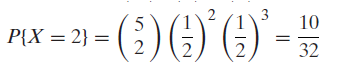 P{X = 2} = (5 2) (1/2)² (1/2)³ = 10/32